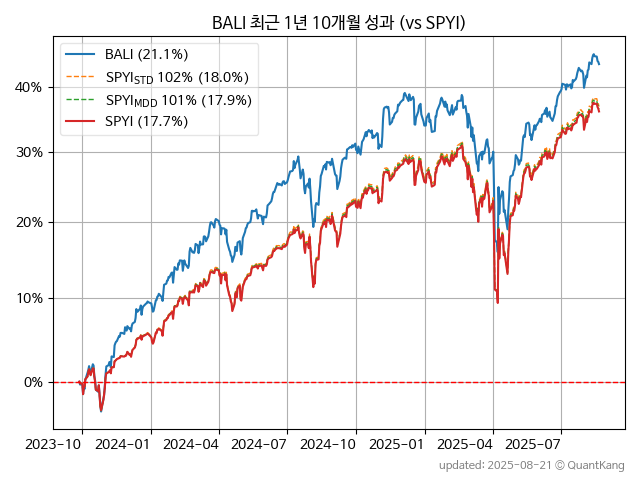 BALI 최근 1년 10개월 성과 (vs SPYI)
BALI (21.1%)
SPYI_STD 102% (18.0%)
SPYI_MDD 101% (17.9%)
SPYI (17.7%)
40%
30%
20%
10%
0%
2023-10 2024-01 2024-04 2024-07 2024-10 2025-01 2025-04 2025-07
updated: 2025-08-21 © QuantKang